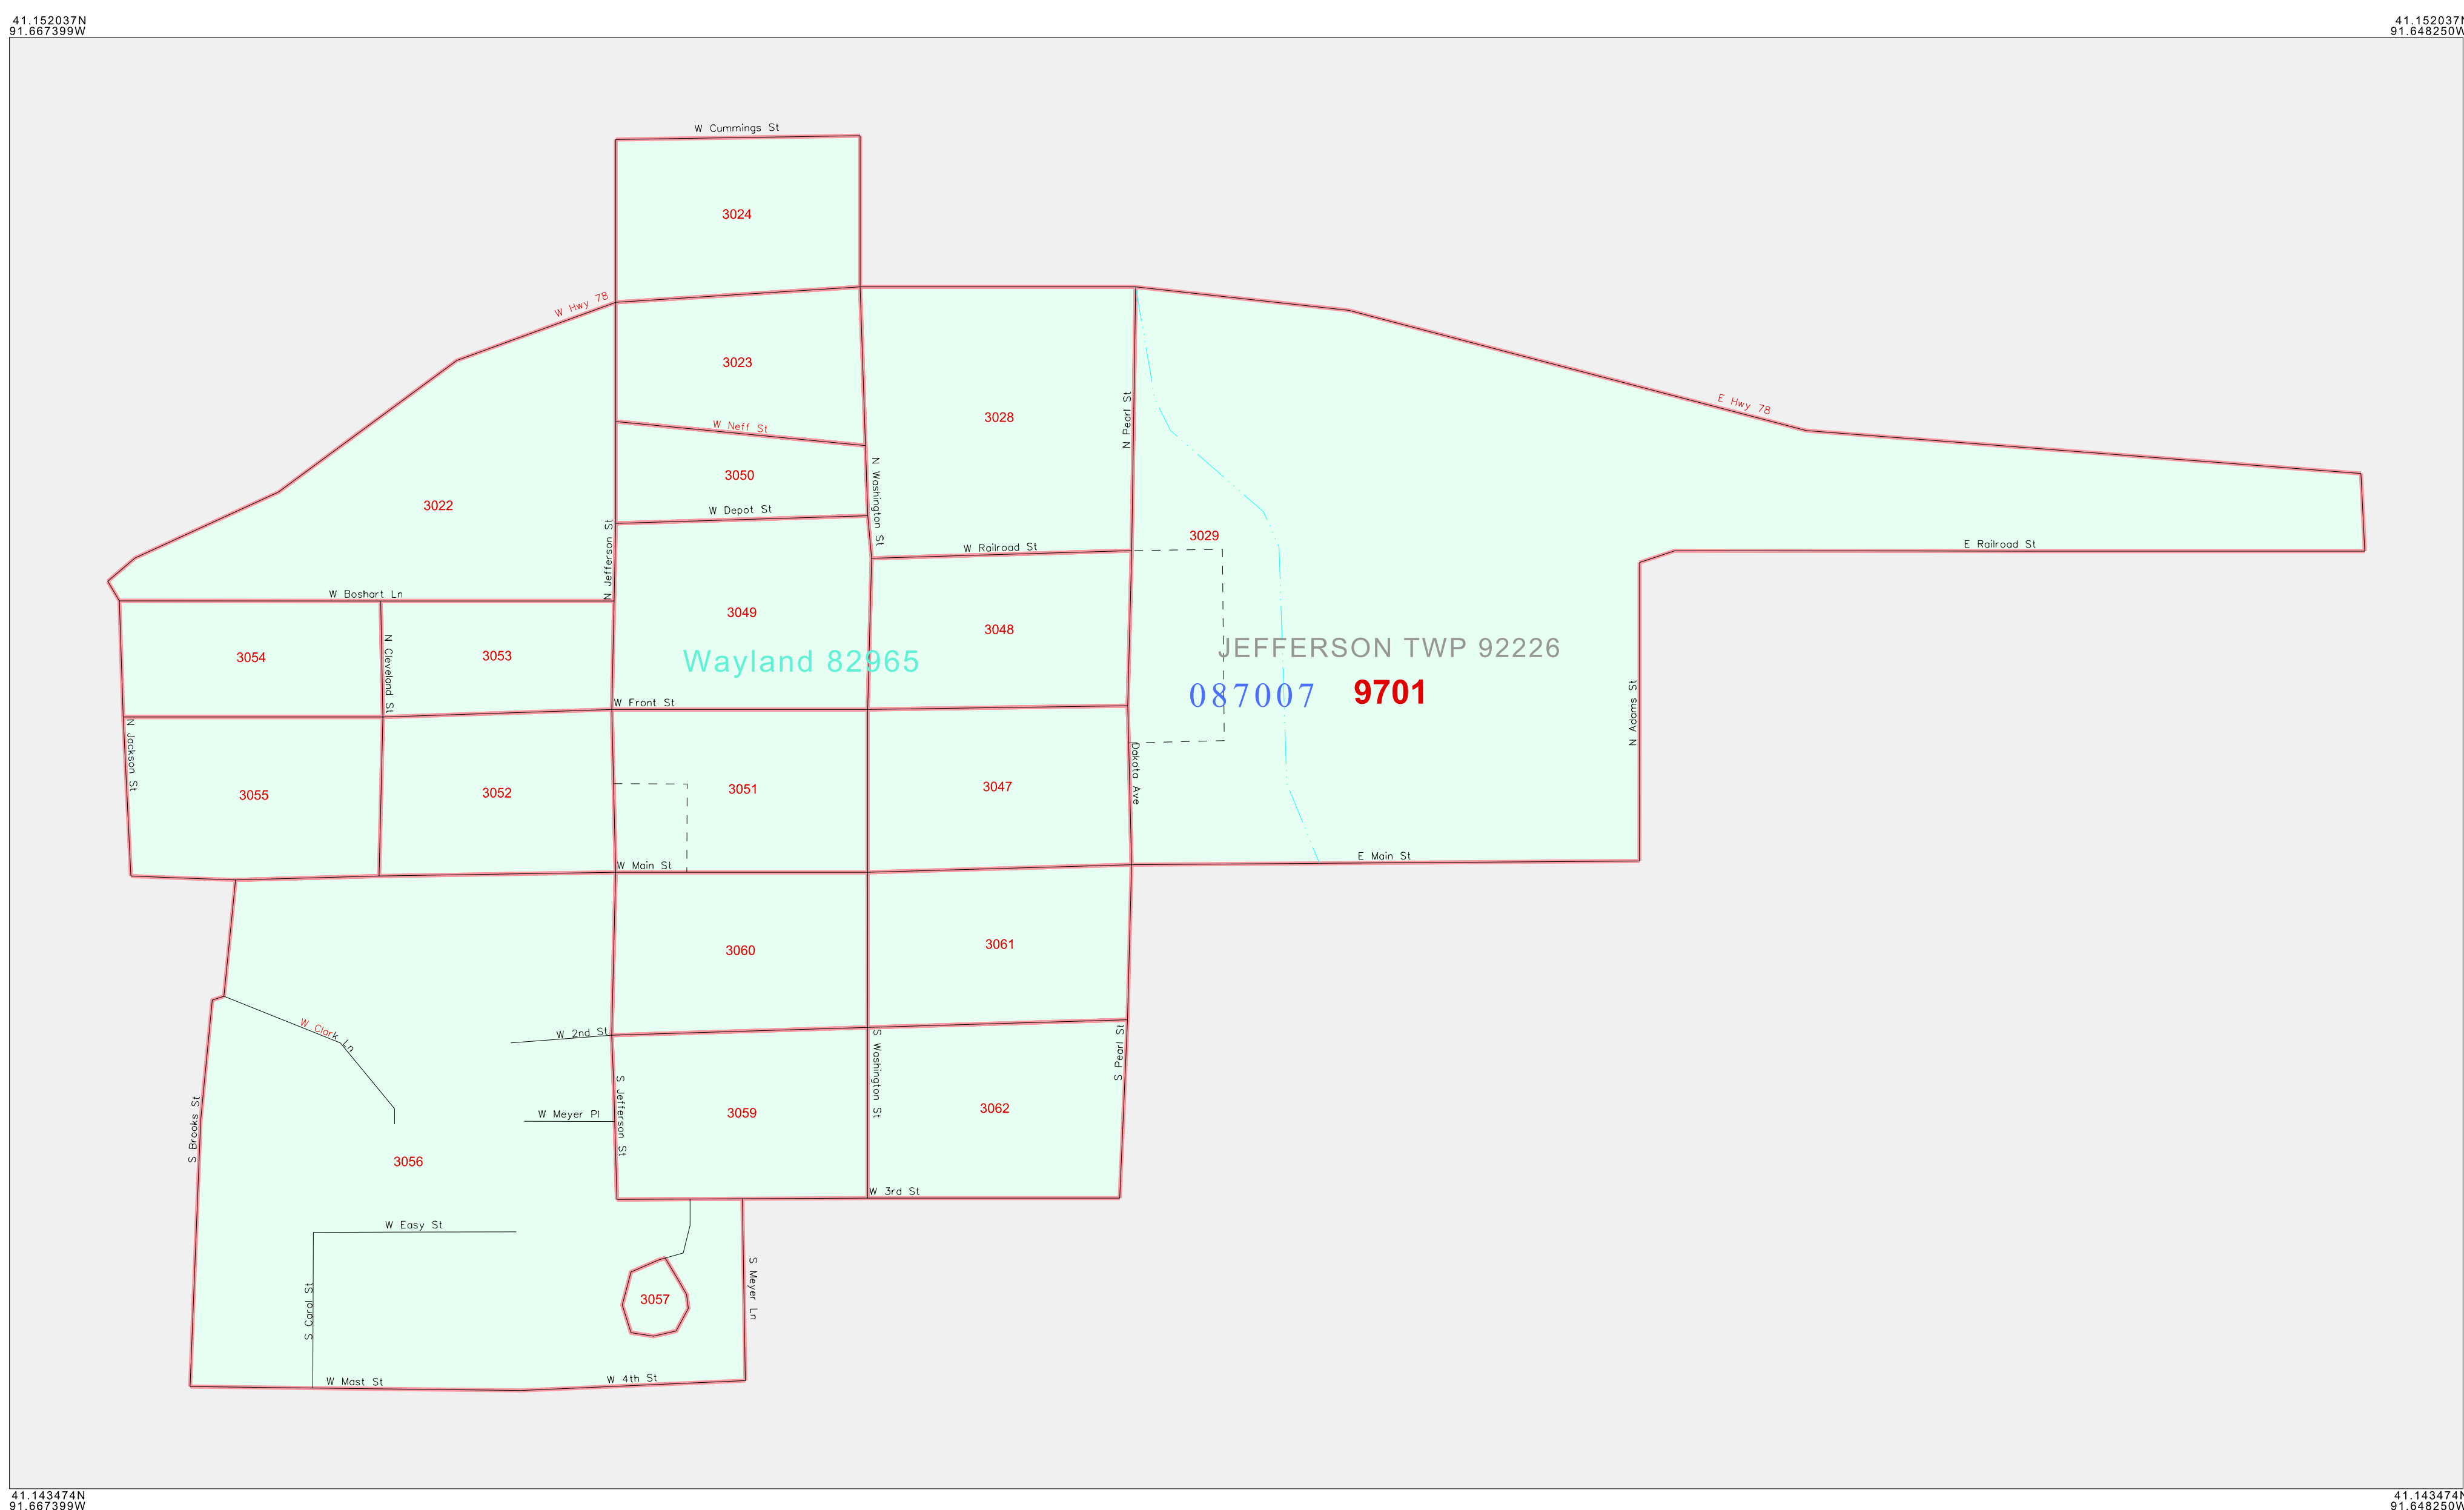 41.152037N
91.667399W
41.152037N
91.648250W
W Cummings St
3024
W Hwy 78
3023
W Neff St
3028
N Pearl St
E Hwy 78
3050
N Washington St
W Depot St
3022
N Jefferson St
W Railroad St
3029
E Railroad St
W Boshart Ln
3049
3048
3054
N Cleveland St
3053
Wayland 82965
JEFFERSON TWP 92226
087007
9701
N Adams St
W Front St
N Jackson St
3055
3052
3051
3047
Dakota Ave
W Main St
E Main St
3060
3061
W Clark Ln
W 2nd St
S Washington St
S Pearl St
S Brooks St
S Jefferson St
W Meyer Pl
3059
3062
3056
W 3rd St
W Easy St
S Carol St
3057
S Meyer Ln
W Mast St
W 4th St
41.143474N
91.667399W
41.143474N
91.648250W